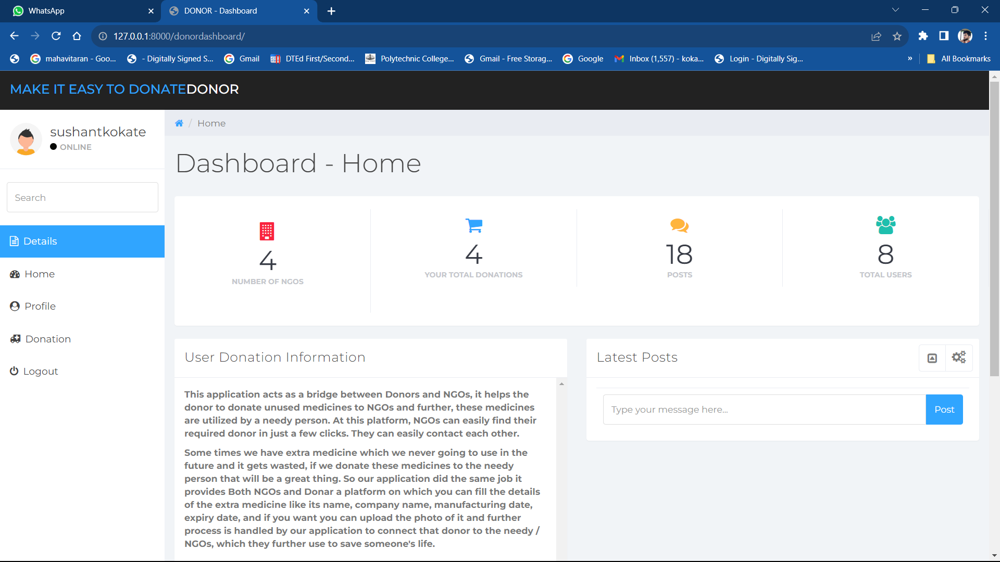 WhatsApp
DONOR - Dashboard
127.0.0.1:8000/donordashboard/
mahavitaran - Goo...
- Digitally Signed S...
Gmail
DTEd First/Second...
Polytechnic College...
Gmail - Free Storag...
Google
Inbox (1,557) - koka...
Login - Digitally Sig...
»
All Bookmarks
MAKE IT EASY TO DONATEDONOR
sushantkokate
ONLINE
Search
Details
Home
Profile
Donation
Logout
/ Home
Dashboard - Home
4
NUMBER OF NGOS
4
YOUR TOTAL DONATIONS
18
POSTS
8
TOTAL USERS
User Donation Information
This application acts as a bridge between Donors and NGOs, it helps the
donor to donate unused medicines to NGOs and further, these medicines
are utilized by a needy person. At this platform, NGOs can easily find their
required donor in just a few clicks. They can easily contact each other.
Some times we have extra medicine which we never going to use in the
future and it gets wasted, if we donate these medicines to the needy
person that will be a great thing. So our application did the same job it
provides Both NGOs and Donar a platform on which you can fill the details
of the extra medicine like its name, company name, manufacturing date,
expiry date, and if you want you can upload the photo of it and further
process is handled by our application to connect that donor to the needy /
NGOs, which they further use to save someone's life.
Latest Posts
Type your message here...
Post